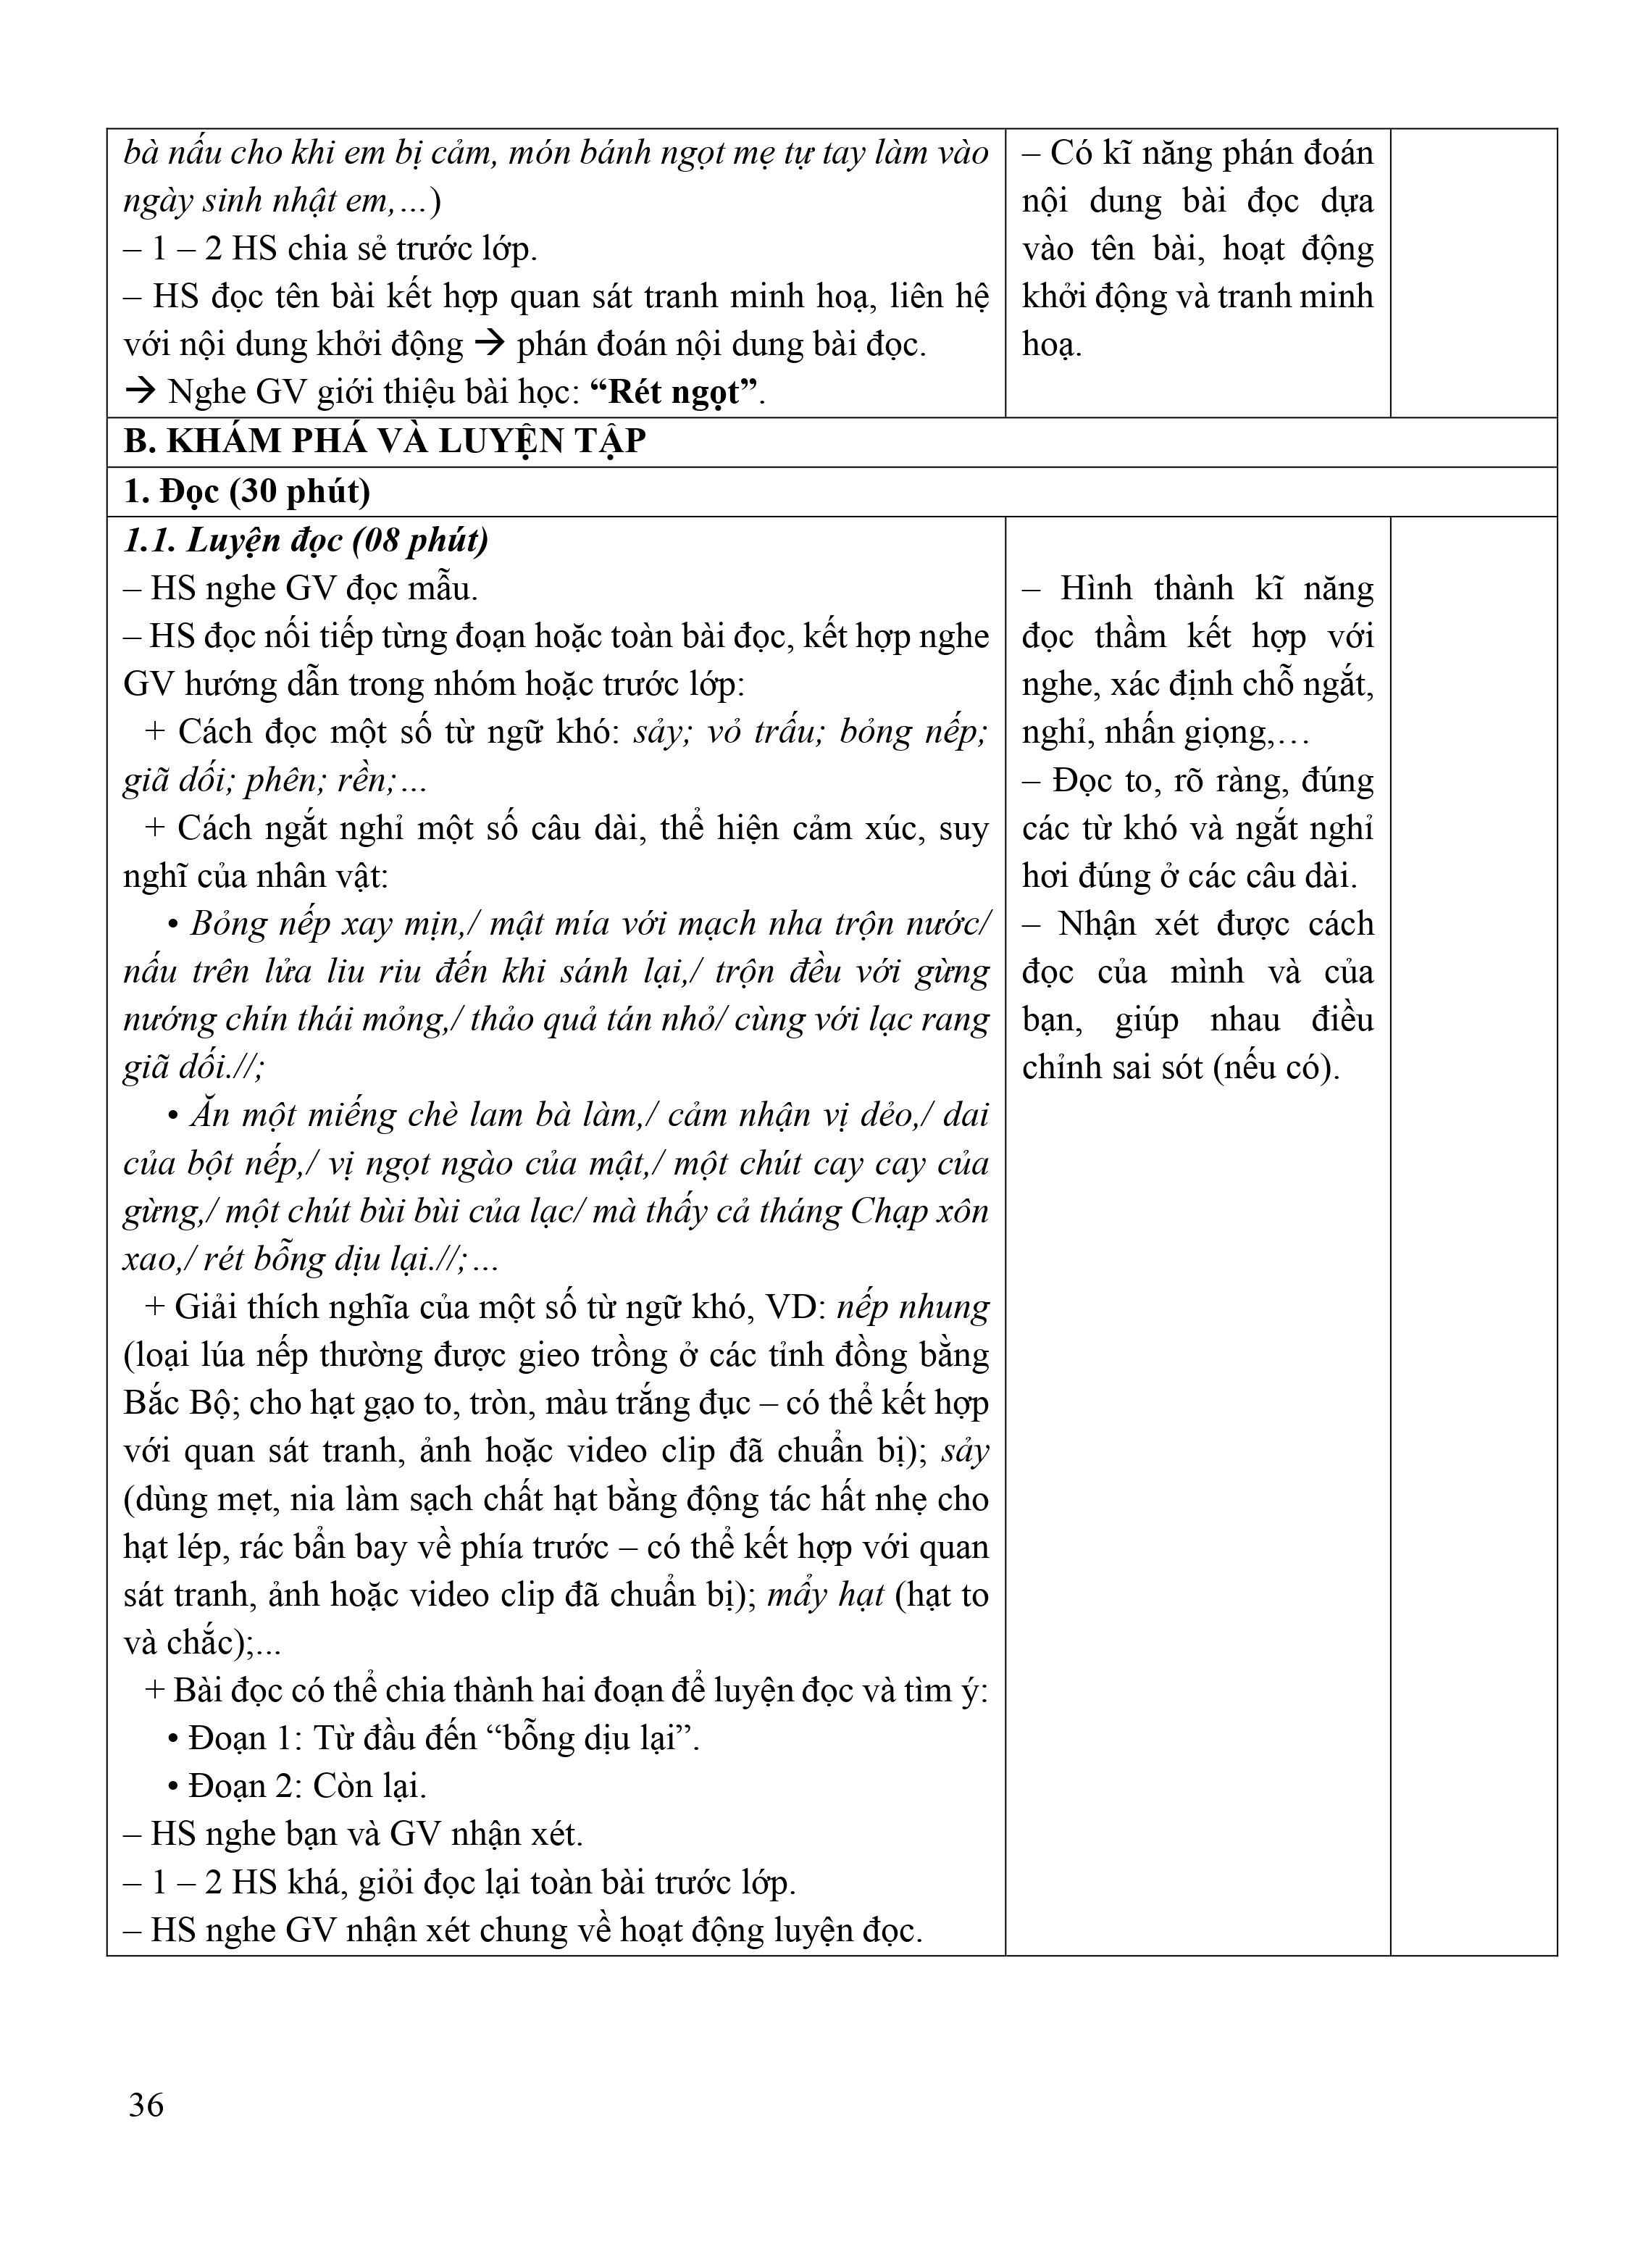 bà nấu cho khi em bị cảm, món bánh ngọt mẹ tự tay làm vào
ngày sinh nhật em,…)
– 1 – 2 HS chia sẻ trước lớp.
– HS đọc tên bài kết hợp quan sát tranh minh hoạ, liên hệ
với nội dung khởi động → phán đoán nội dung bài đọc.
→ Nghe GV giới thiệu bài học: “Rét ngọt”.
– Có kĩ năng phán đoán
nội dung bài đọc dựa
vào tên bài, hoạt động
khởi động và tranh minh
hoạ.
B. KHÁM PHÁ VÀ LUYỆN TẬP
1. Đọc (30 phút)
1.1. Luyện đọc (08 phút)
– HS nghe GV đọc mẫu.
– HS đọc nối tiếp từng đoạn hoặc toàn bài đọc, kết hợp nghe
GV hướng dẫn trong nhóm hoặc trước lớp:
+ Cách đọc một số từ ngữ khó: sảy; vỏ trấu; bỏng nếp;
giã dối; phên; rền;…
+ Cách ngắt nghỉ một số câu dài, thể hiện cảm xúc, suy
nghĩ của nhân vật:
• Bỏng nếp xay mịn,/ mật mía với mạch nha trộn nước/
nấu trên lửa liu riu đến khi sánh lại,/ trộn đều với gừng
nướng chín thái mỏng,/ thảo quả tán nhỏ/ cùng với lạc rang
giã dối.//;
• Ăn một miếng chè lam bà làm,/ cảm nhận vị dẻo,/ dai
của bột nếp,/ vị ngọt ngào của mật,/ một chút cay cay của
gừng,/ một chút bùi bùi của lạc/ mà thấy cả tháng Chạp xôn
xao,/ rét bỗng dịu lại.//;…
+ Giải thích nghĩa của một số từ ngữ khó, VD: nếp nhung
(loại lúa nếp thường được gieo trồng ở các tỉnh đồng bằng
Bắc Bộ; cho hạt gạo to, tròn, màu trắng đục – có thể kết hợp
với quan sát tranh, ảnh hoặc video clip đã chuẩn bị); sảy
(dùng mẹt, nia làm sạch chất hạt bằng động tác hất nhẹ cho
hạt lép, rác bẩn bay về phía trước – có thể kết hợp với quan
sát tranh, ảnh hoặc video clip đã chuẩn bị); mẩy hạt (hạt to
và chắc);...
+ Bài đọc có thể chia thành hai đoạn để luyện đọc và tìm ý:
• Đoạn 1: Từ đầu đến “bỗng dịu lại”.
• Đoạn 2: Còn lại.
– HS nghe bạn và GV nhận xét.
– 1 – 2 HS khá, giỏi đọc lại toàn bài trước lớp.
– HS nghe GV nhận xét chung về hoạt động luyện đọc.
– Hình thành kĩ năng
đọc thầm kết hợp với
nghe, xác định chỗ ngắt,
nghỉ, nhấn giọng,…
– Đọc to, rõ ràng, đúng
các từ khó và ngắt nghỉ
hơi đúng ở các câu dài.
– Nhận xét được cách
đọc của mình và của
bạn, giúp nhau điều
chỉnh sai sót (nếu có).
36